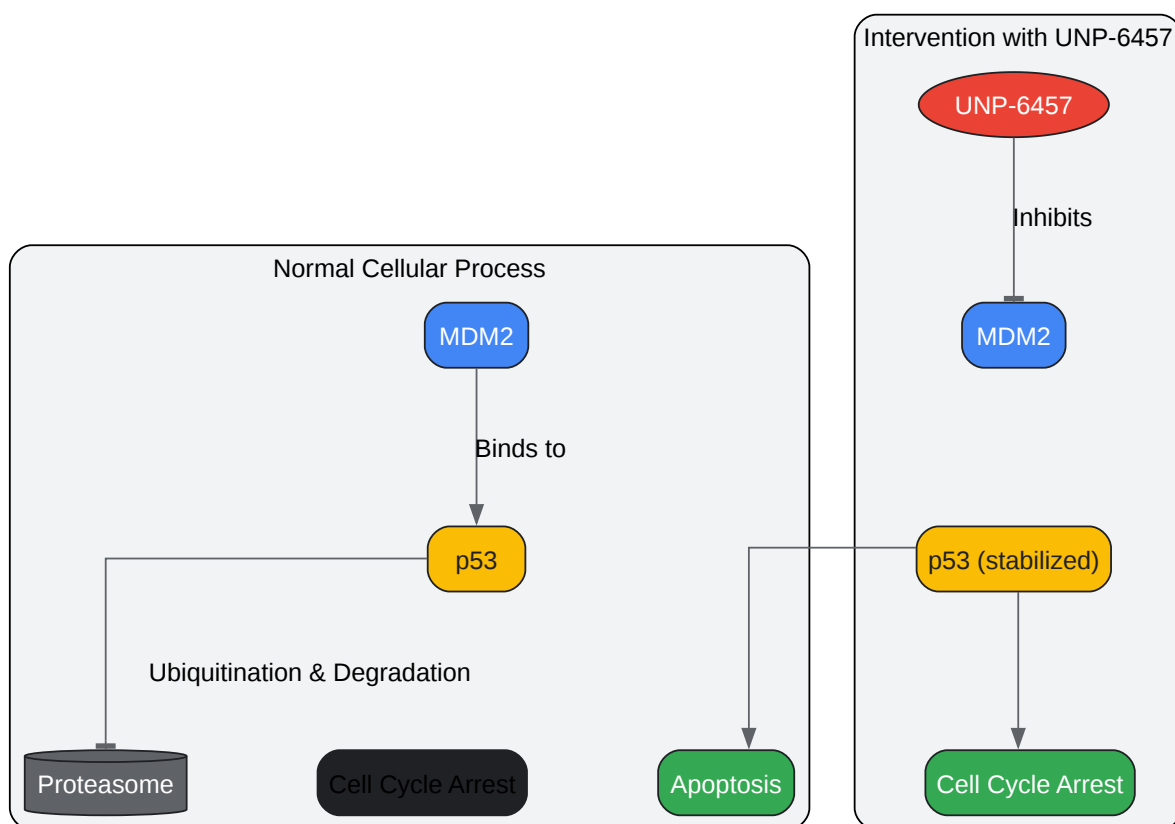 Intervention with UNP-6457
UNP-6457
Inhibits
Normal Cellular Process
MDM2
MDM2
Binds to
p53
p53 (stabilized)
Ubiquitination & Degradation
Proteasome
Cell Cycle Arrest
Apoptosis
Cell Cycle Arrest